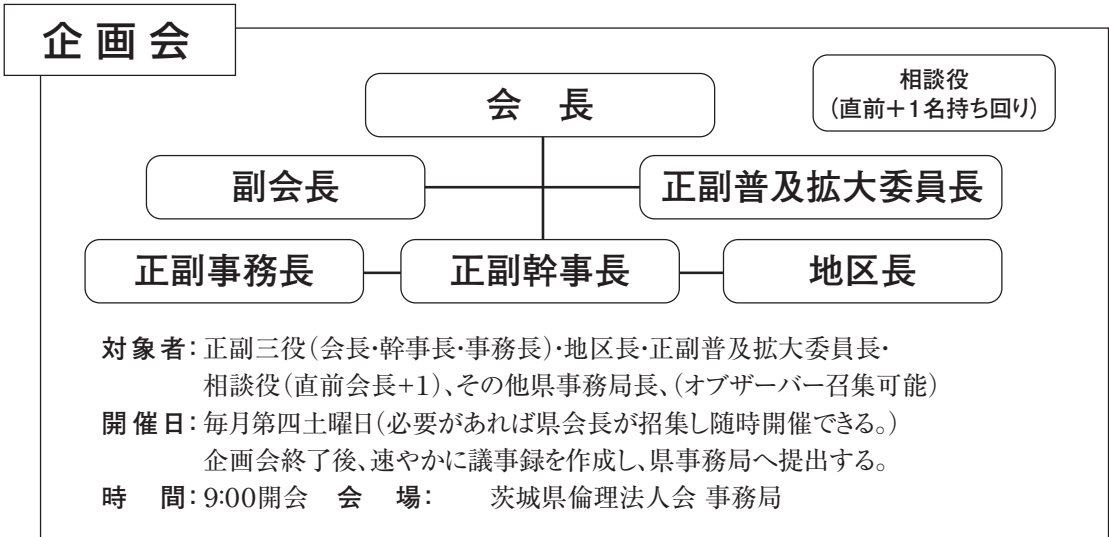 企画会
会　長
相談役
(直前＋1名持ち回り)
副会長
正副普及拡大委員長
正副事務長
正副幹事長
地区長
対象者：正副三役(会長・幹事長・事務長)・地区長・正副普及拡大委員長・
相談役(直前会長+1)、その他県事務局長、(オブザーバー召集可能)
開催日：毎月第四土曜日(必要があれば県会長が招集し随時開催できる。)
企画会終了後、速やかに議事録を作成し、県事務局へ提出する。
時　間：9:00開会　会　場：　茨城県倫理法人会 事務局